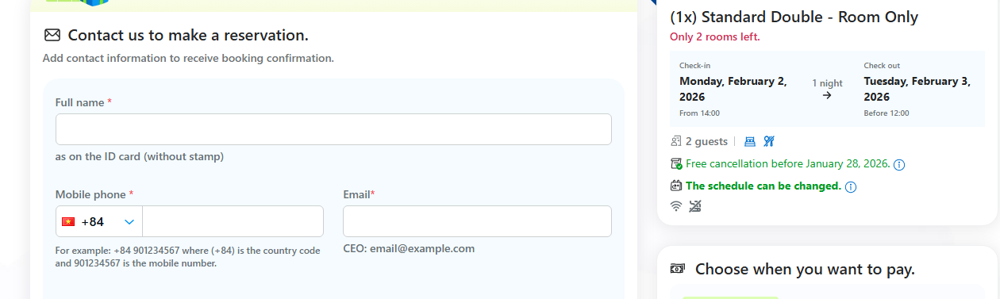 Contact us to make a reservation.
Add contact information to receive booking confirmation.
Full name *
as on the ID card (without stamp)
Mobile phone *
+84
For example: +84 901234567 where (+84) is the country code
and 901234567 is the mobile number.
Email*
CEO: email@example.com
(1x) Standard Double - Room Only
Only 2 rooms left.
Check-in
Monday, February 2,
2026
From 14:00
1 night
Check out
Tuesday, February 3,
2026
Before 12:00
2 guests
Free cancellation before January 28, 2026.
The schedule can be changed.
Choose when you want to pay.